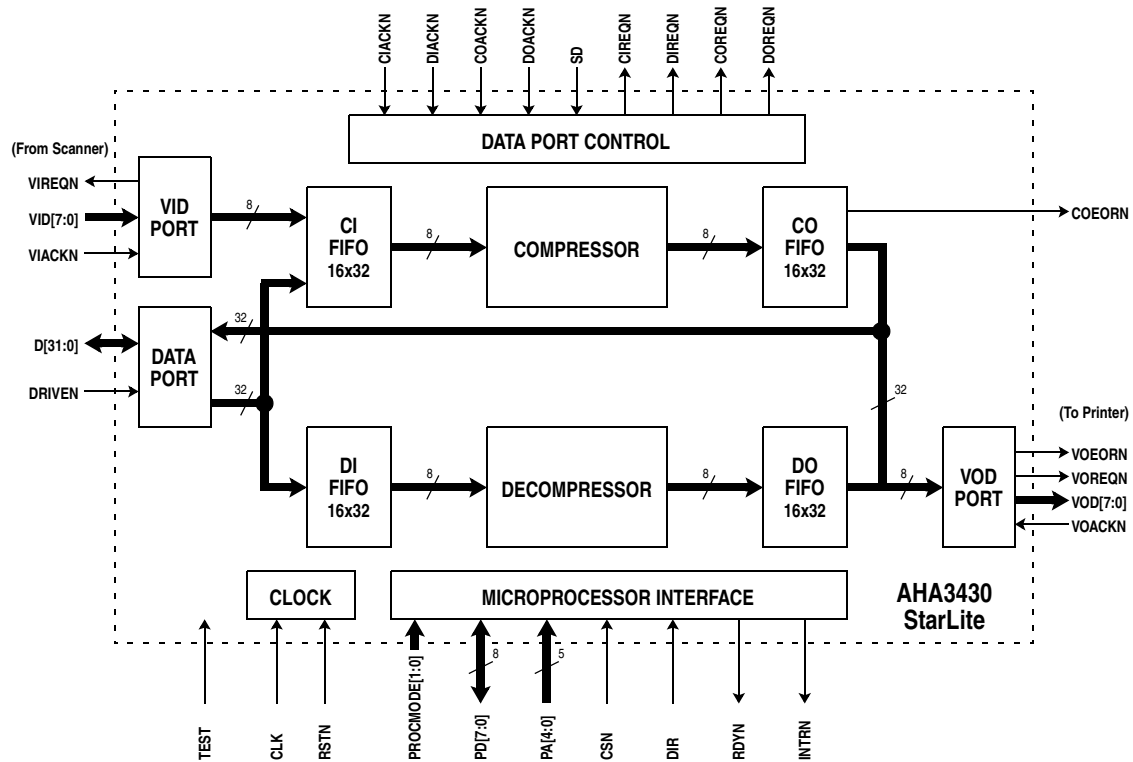 CIACKN
DIACKN
COACKN
DOACKN
SD
CIREQN
DIREQN
COREQN
DOREQN
DATA PORT CONTROL
(From Scanner)
VIREQN
VID[7:0]
VIACKN
VID
PORT
8
CI
FIFO
16x32
8
COMPRESSOR
8
CO
FIFO
16x32
COEORN
D[31:0]
DRIVEN
DATA
PORT
32
32
32
DI
FIFO
16x32
8
DECOMPRESSOR
8
DO
FIFO
16x32
8
VOD
PORT
(To Printer)
VOEORN
VOREQN
VOD[7:0]
VOACKN
CLOCK
MICROPROCESSOR INTERFACE
AHA3430
StarLite
TEST
CLK
RSTN
PROCMODE[1:0]
PD[7:0]
8
PA[4:0]
5
CSN
DIR
RDYN
INTRN